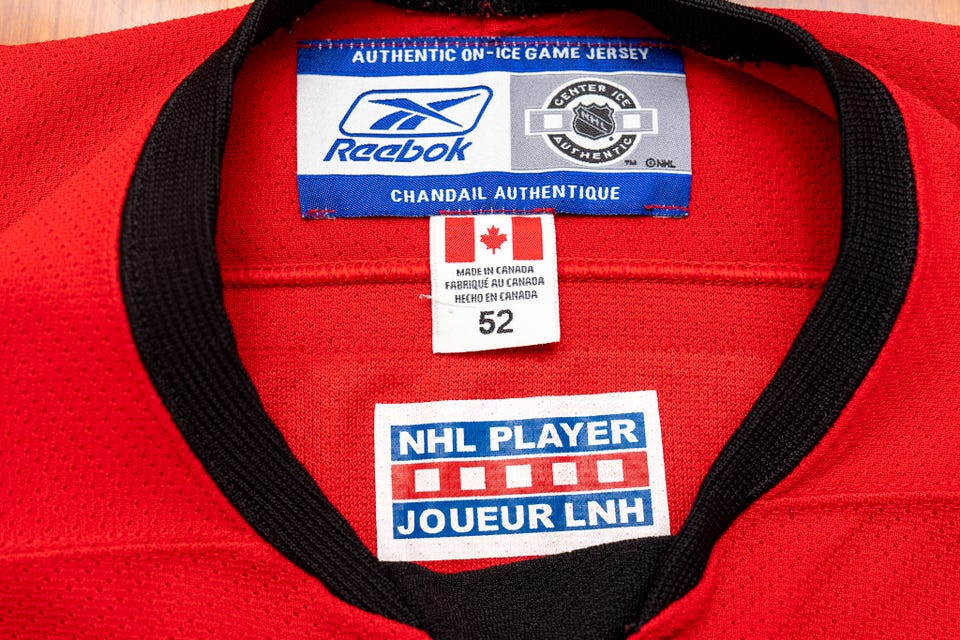 AUTHENTIC ON-ICE GAME JERSEY
Reebok
CENTER ICE
NHL
AUTHENTIC
™ ©NHL
CHANDAIL AUTHENTIQUE
MADE IN CANADA
FABRIQUÉ AU CANADA
HECHO EN CANADA
52
NHL PLAYER
JOUEUR LNH